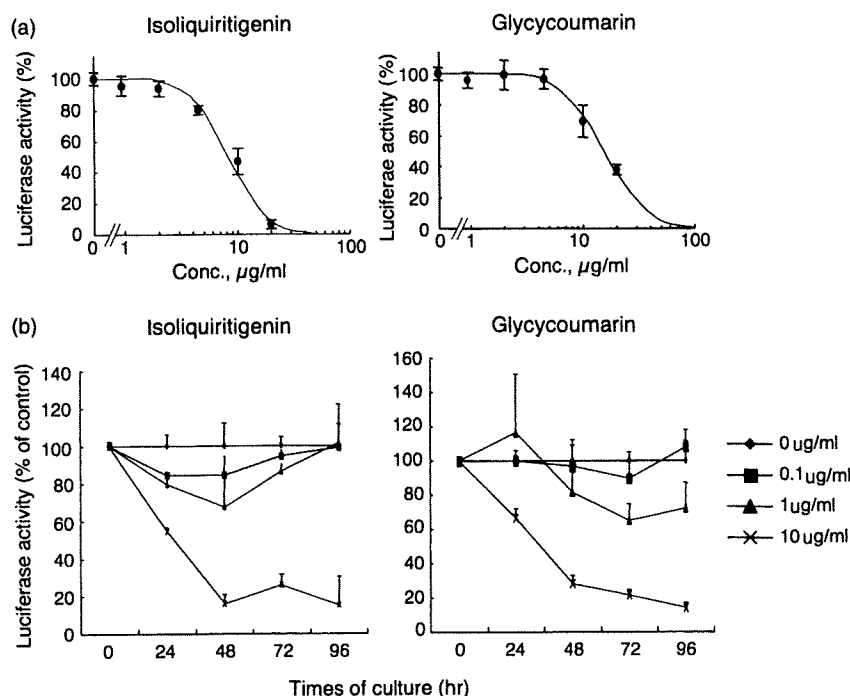 (a)
Isoliquiritigenin
Luciferase activity (%)
100
80
60
40
20
0
0 1 10 100
Conc., µg/ml
Glycycoumarin
Luciferae activity (%)
100
80
60
40
20
0
0 1 10 100
Conc., µg/ml
(b)
Isoliquiritigenin
Luciferase activity (% of control)
140
120
100
80
60
40
20
0
0 24 48 72 96
Glycycoumarin
160
140
120
100
80
60
40
20
0
0 24 48 72 96
Times of culture (hr)
0 ug/ml
0.1 ug/ml
1 ug/ml
10 ug/ml